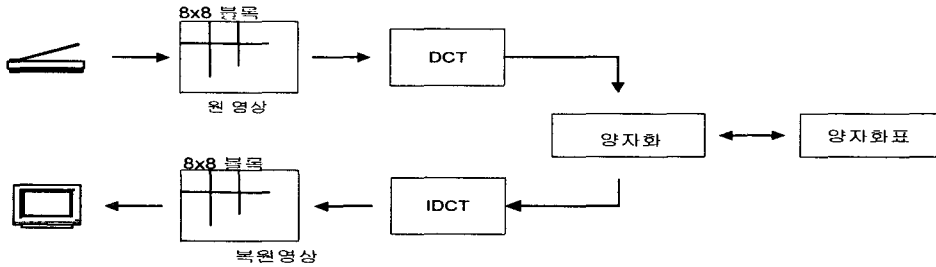 8x8 블록
DCT
원 영상
양자화
양자화표
8x8 블록
IDCT
복원영상